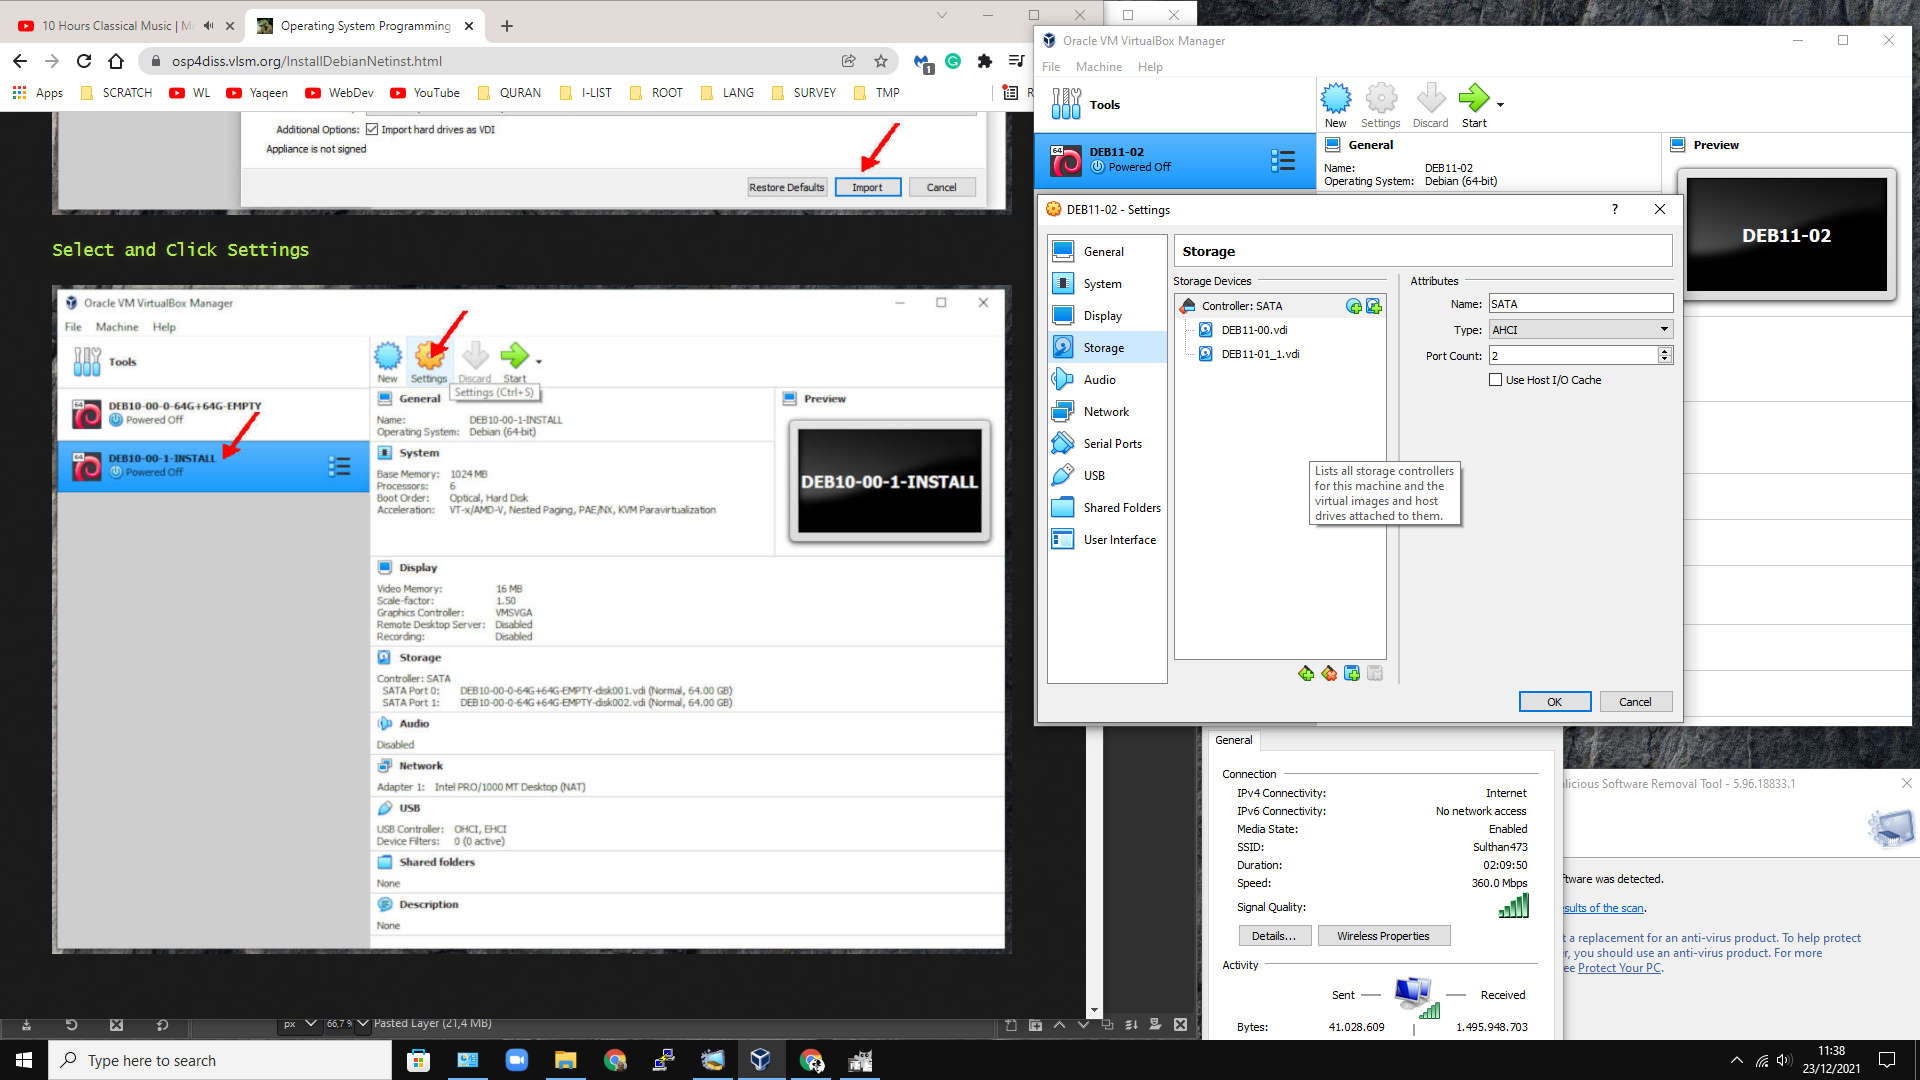 10 Hours Classical Music | M
Operating System Programming
osp4diss.vlsm.org/InstallDebianNetinst.html
1
Apps
SCRATCH
WL
Yaqeen
WebDev
YouTube
QURAN
I-LIST
ROOT
LANG
SURVEY
TMP
R
Additional Options: Import hard drives as VDI
Appliance is not signed
Restore Defaults
Import
Cancel
Select and Click Settings
Oracle VM VirtualBox Manager
File Machine Help
Tools
New
Settings
Discard
Start
Settings (Ctrl+S)
64
DEB10-00-0-64G+64G-EMPTY
Powered Off
64
DEB10-00-1-INSTALL
Powered Off
General
Name: DEB10-00-1-INSTALL
Operating System: Debian (64-bit)
Preview
DEB10-00-1-INSTALL
System
Base Memory: 1024 MB
Processors: 6
Boot Order: Optical, Hard Disk
Acceleration: VT-x/AMD-V, Nested Paging, PAE/NX, KVM Paravirtualization
Display
Video Memory: 16 MB
Scale-factor: 1.50
Graphics Controller: VMSVGA
Remote Desktop Server: Disabled
Recording: Disabled
Storage
Controller: SATA
SATA Port 0: DEB10-00-0-64G+64G-EMPTY-disk001.vdi (Normal, 64.00 GB)
SATA Port 1: DEB10-00-0-64G+64G-EMPTY-disk002.vdi (Normal, 64.00 GB)
Audio
Disabled
Network
Adapter 1: Intel PRO/1000 MT Desktop (NAT)
USB
USB Controller: OHCI, EHCI
Device Filters: 0 (0 active)
Shared folders
None
Description
None
px
66,7 %
Pasted Layer (21,4 MB)
Oracle VM VirtualBox Manager
File Machine Help
Tools
New
Settings
Discard
Start
64
DEB11-02
Powered Off
General
Name: DEB11-02
Operating System: Debian (64-bit)
Preview
DEB11-02
DEB11-02 - Settings
?
General
System
Display
Storage
Audio
Network
Serial Ports
USB
Shared Folders
User Interface
Storage
Storage Devices
Controller: SATA
DEB11-00.vdi
DEB11-01_1.vdi
Attributes
Name: SATA
Type: AHCI
Port Count: 2
Use Host I/O Cache
Lists all storage controllers
for this machine and the
virtual images and host
drives attached to them.
OK
Cancel
General
Connection
IPv4 Connectivity: Internet
IPv6 Connectivity: No network access
Media State: Enabled
SSID: Sulthan473
Duration: 02:09:50
Speed: 360.0 Mbps
Signal Quality:
Details...
Wireless Properties
Activity
Sent
Received
Bytes: 41.028.609 1.495.948.703
licious Software Removal Tool - 5.96.18833.1
ftware was detected.
esults of the scan.
t a replacement for an anti-virus product. To help protect
r, you should use an anti-virus product. For more
ee Protect Your PC.
Type here to search
11:38
23/12/2021